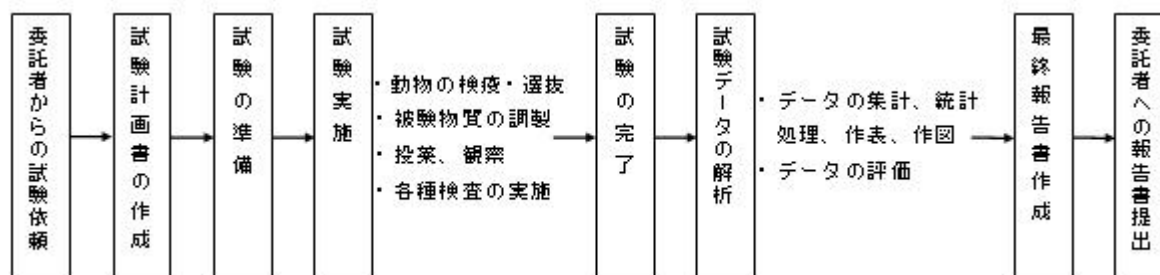 委託者からの試験依頼
試験計画書の作成
試験の準備
試験実施
・動物の検疫・選抜
・被験物質の調製
・投薬、観察
・各種検査の実施
試験の完了
試験データの解析
・データの集計、統計
処理、作表、作図
・データの評価
最終報告書作成
委託者への報告書提出